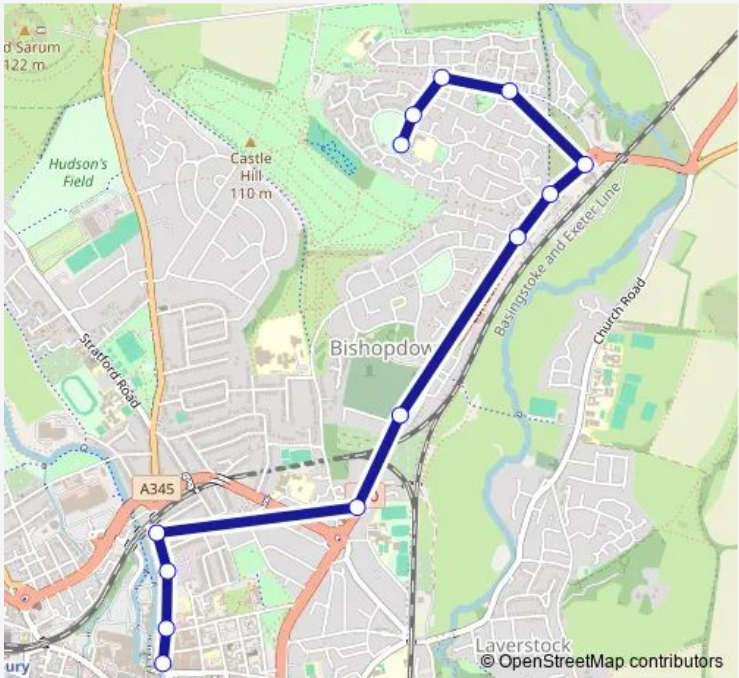 d Sarum
122 m
Hudson's
Field
Castle
Hill
110 m
Stratford Road
Basingstoke and Exeter Line
Church Road
Bishopdow
A345
Laverstock
bury
© OpenStreetMap contributors